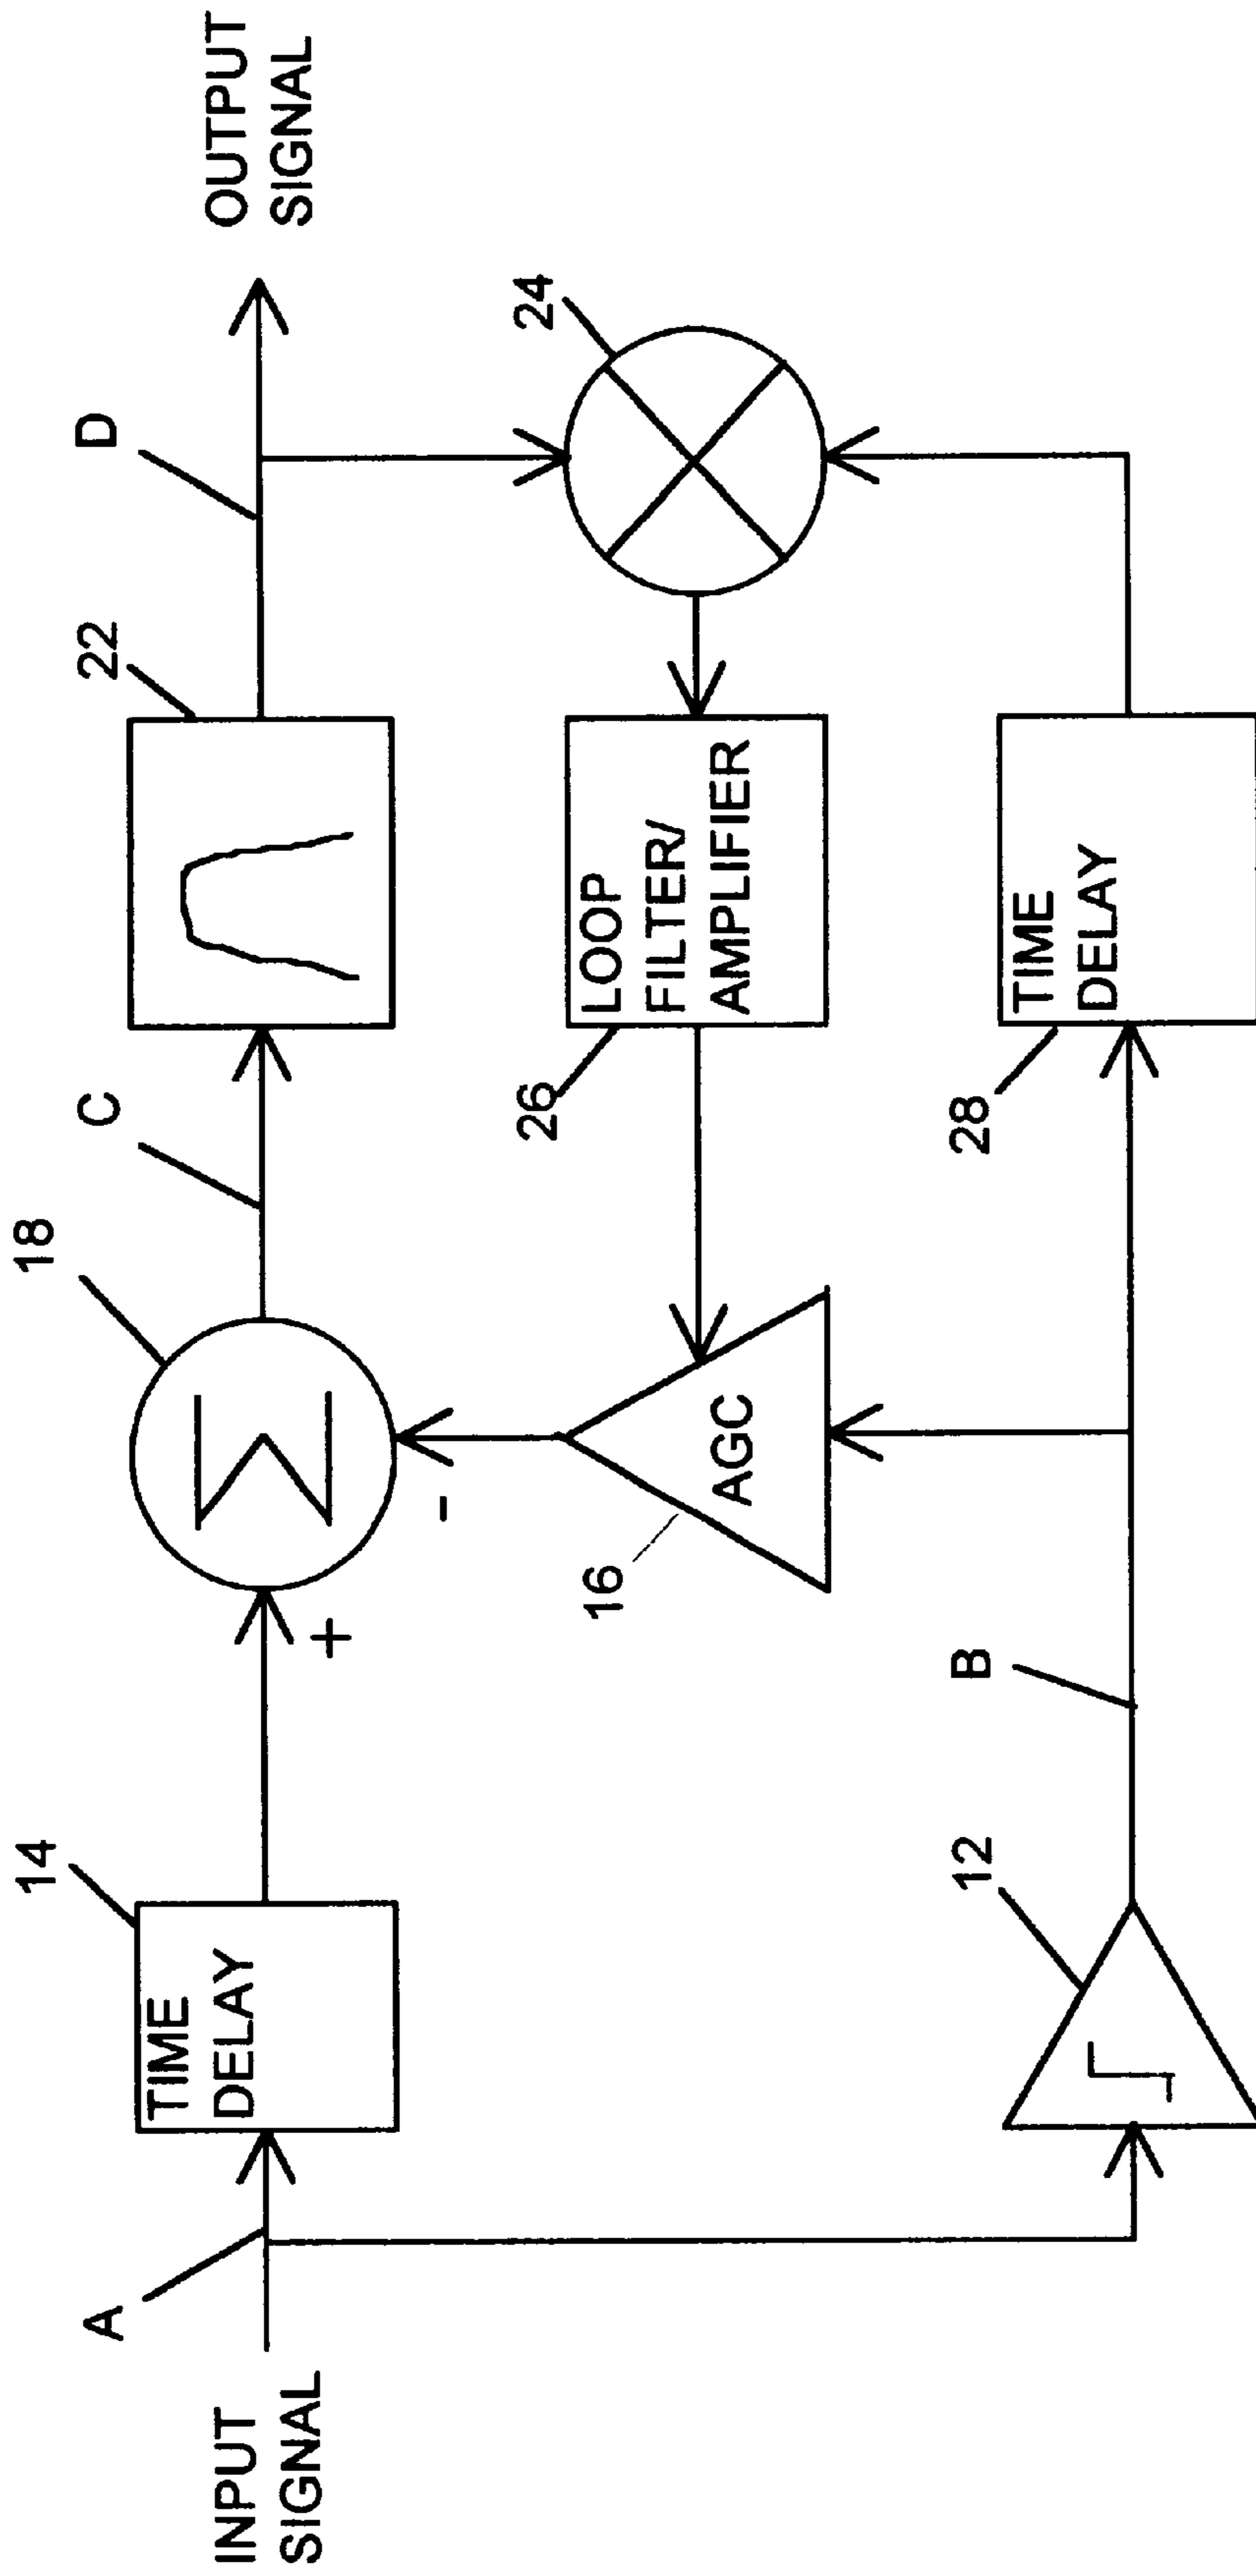 INPUT
SIGNAL
A
14
TIME
DELAY
+
18
Σ
-
C
22
D
OUTPUT
SIGNAL
16
AGC
26
LOOP
FILTER/
AMPLIFIER
24
12
B
28
TIME
DELAY